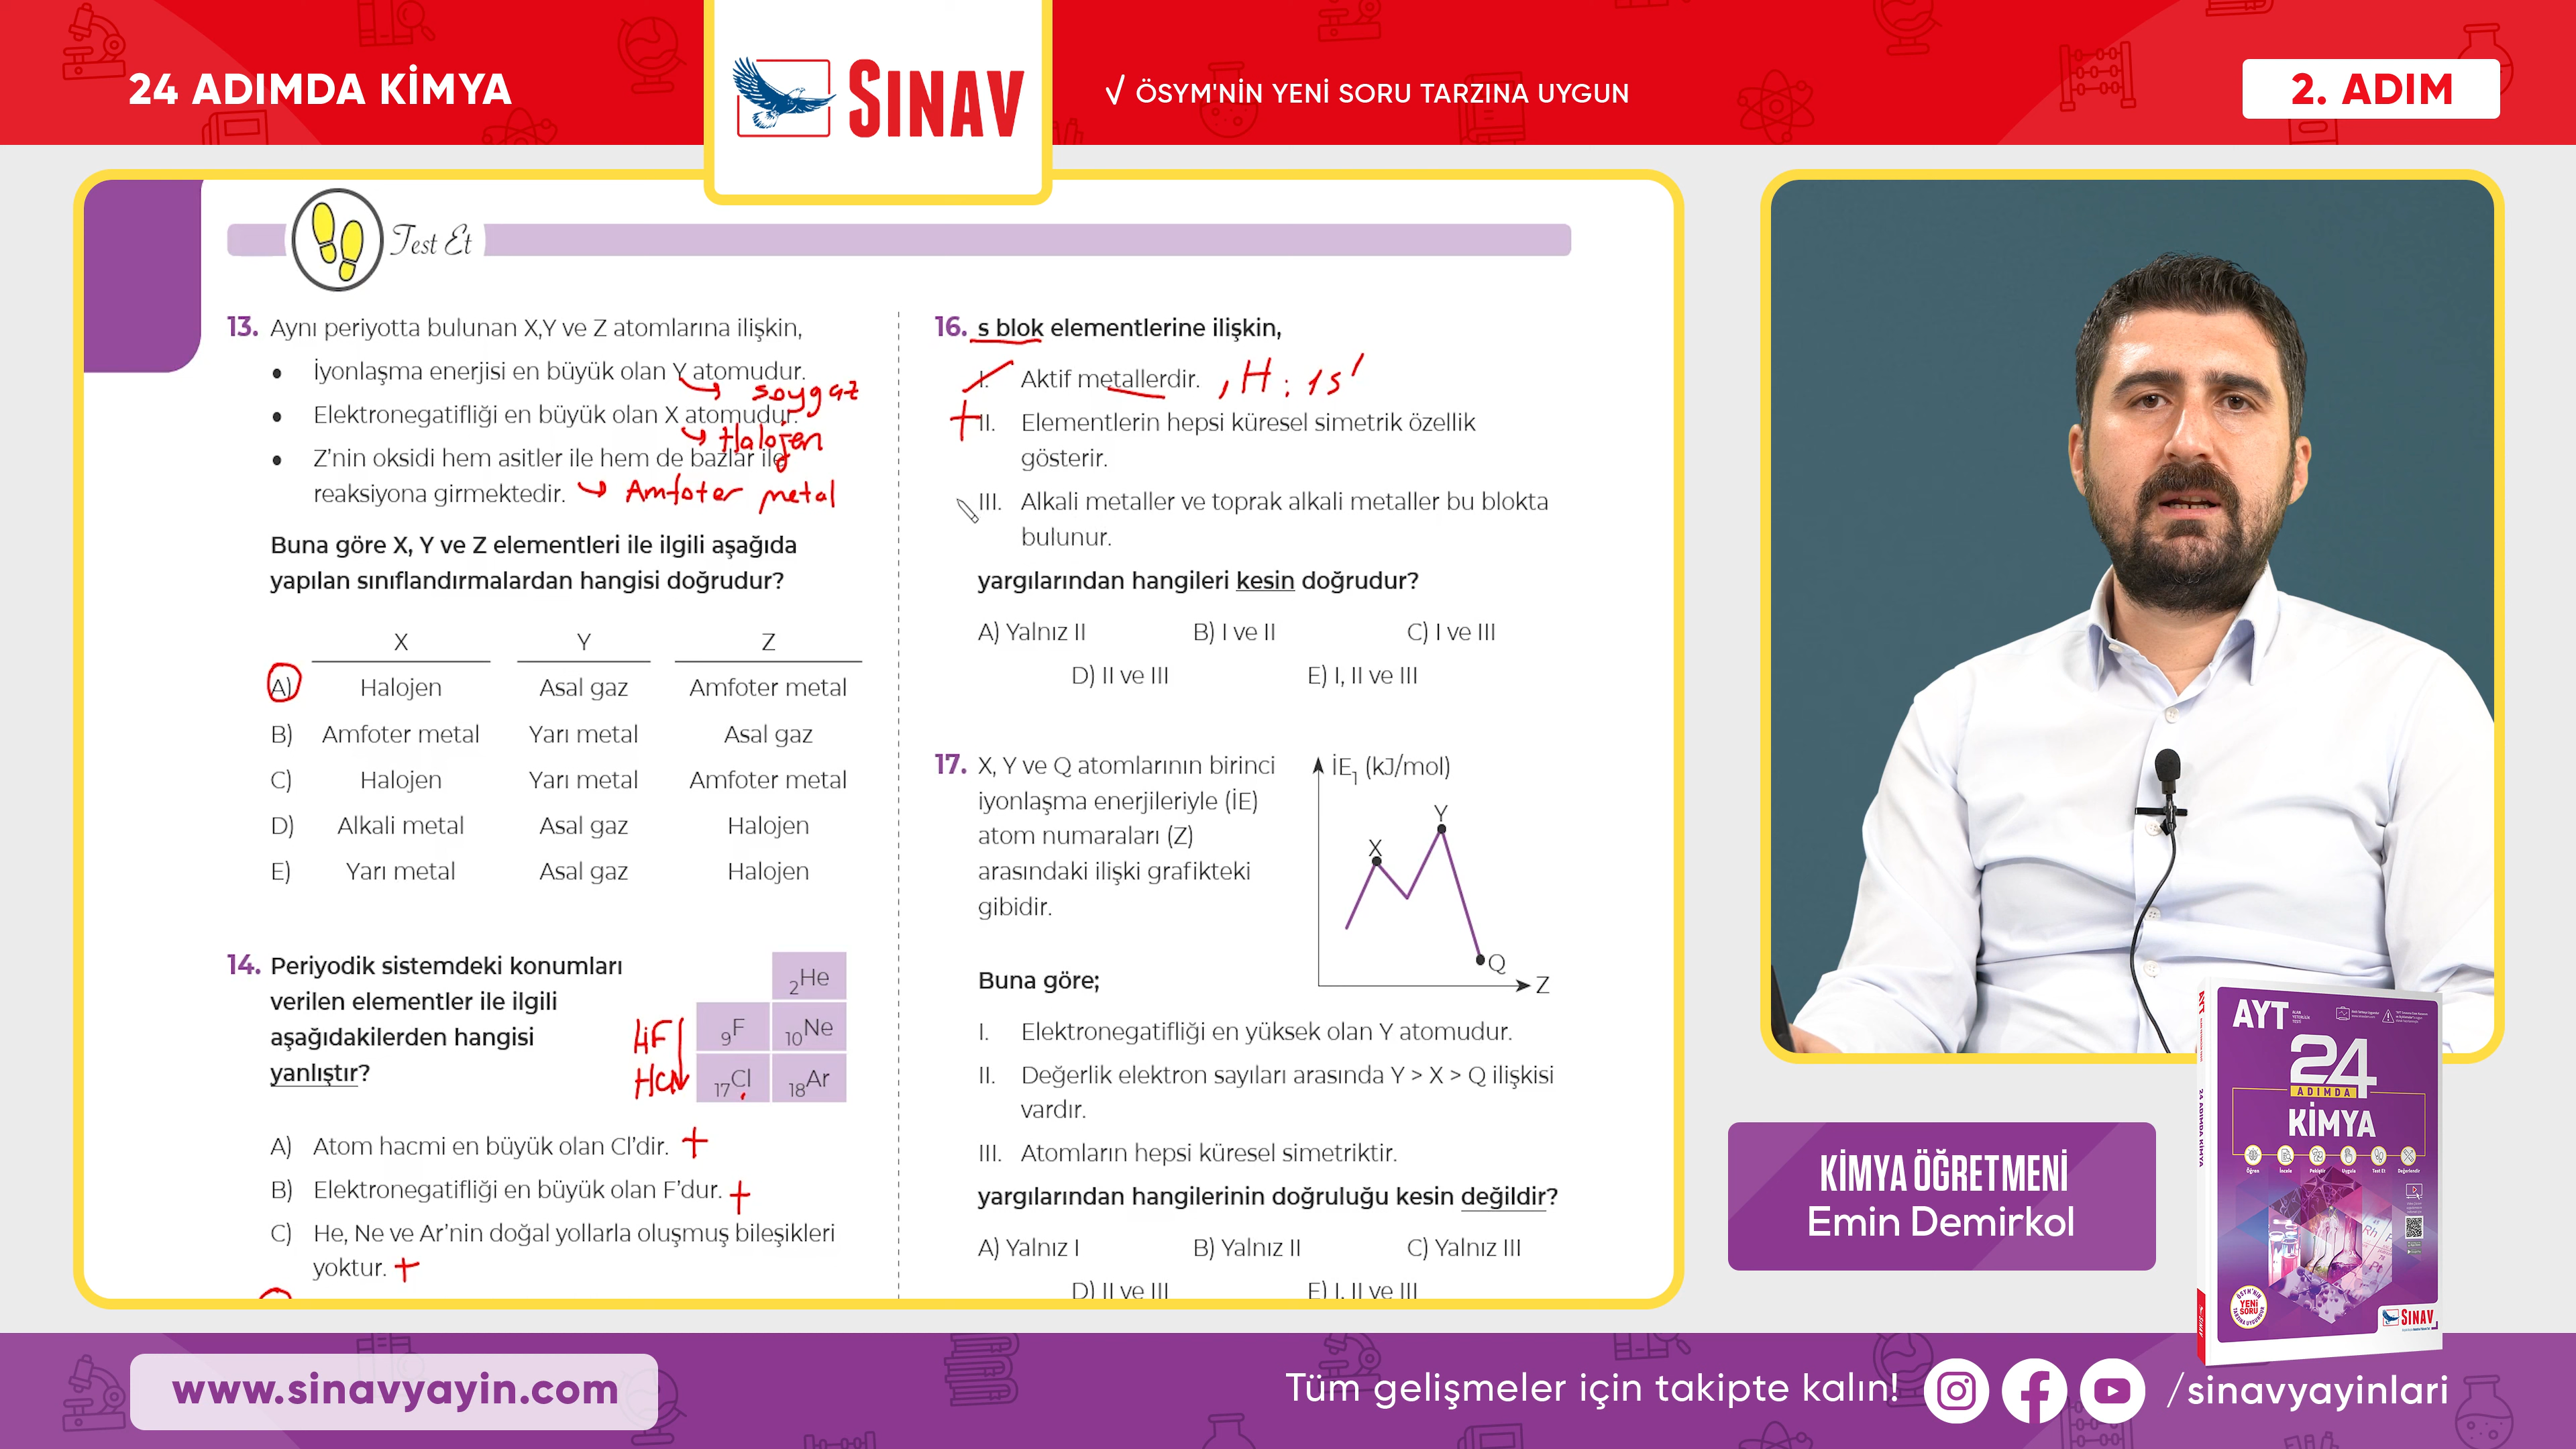 24 ADIMDA KİMYA
SINAV
√ ÖSYM'NİN YENİ SORU TARZINA UYGUN
2. ADIM
Test Et
13. Aynı periyotta bulunan X,Y ve Z atomlarına ilişkin,
• İyonlaşma enerjisi en büyük olan Y atomudur.
soygaz
• Elektronegatifliği en büyük olan X atomudur.
Halojen
• Z'nin oksidi hem asitler ile hem de bazlar ile
reaksiyona girmektedir. Amfoter metal
Buna göre X, Y ve Z elementleri ile ilgili aşağıda
yapılan sınıflandırmalardan hangisi doğrudur?
X Y Z
A) Halojen Asal gaz Amfoter metal
B) Amfoter metal Yarı metal Asal gaz
C) Halojen Yarı metal Amfoter metal
D) Alkali metal Asal gaz Halojen
E) Yarı metal Asal gaz Halojen
14. Periyodik sistemdeki konumları
verilen elementler ile ilgili
aşağıdakilerden hangisi
yanlıştır?
2He
HF 9F 10Ne
HCl 17Cl 18Ar
A) Atom hacmi en büyük olan Cl'dir. +
B) Elektronegatifliği en büyük olan F'dur. +
C) He, Ne ve Ar'nin doğal yollarla oluşmuş bileşikleri
yoktur. +
16. s blok elementlerine ilişkin,
I. Aktif metallerdir. , H: 1s¹
+ II. Elementlerin hepsi küresel simetrik özellik
gösterir.
III. Alkali metaller ve toprak alkali metaller bu blokta
bulunur.
yargılarından hangileri kesin doğrudur?
A) Yalnız II B) I ve II C) I ve III
D) II ve III E) I, II ve III
17. X, Y ve Q atomlarının birinci
iyonlaşma enerjileriyle (İE)
atom numaraları (Z)
arasındaki ilişki grafikteki
gibidir.
İE1 (kJ/mol)
Y
X
Q
Z
Buna göre;
I. Elektronegatifliği en yüksek olan Y atomudur.
II. Değerlik elektron sayıları arasında Y > X > Q ilişkisi
vardır.
III. Atomların hepsi küresel simetriktir.
yargılarından hangilerinin doğruluğu kesin değildir?
A) Yalnız I B) Yalnız II C) Yalnız III
D) II ve III E) I, II ve III
KİMYA ÖĞRETMENİ
Emin Demirkol
AYT
24
ADIMDA
KİMYA
ÖSYM'NİN
YENİ
SORU
TARZINA UYGUN
SINAV
www.sinavyayin.com
Tüm gelişmeler için takipte kalın!
/sinavyayinlari